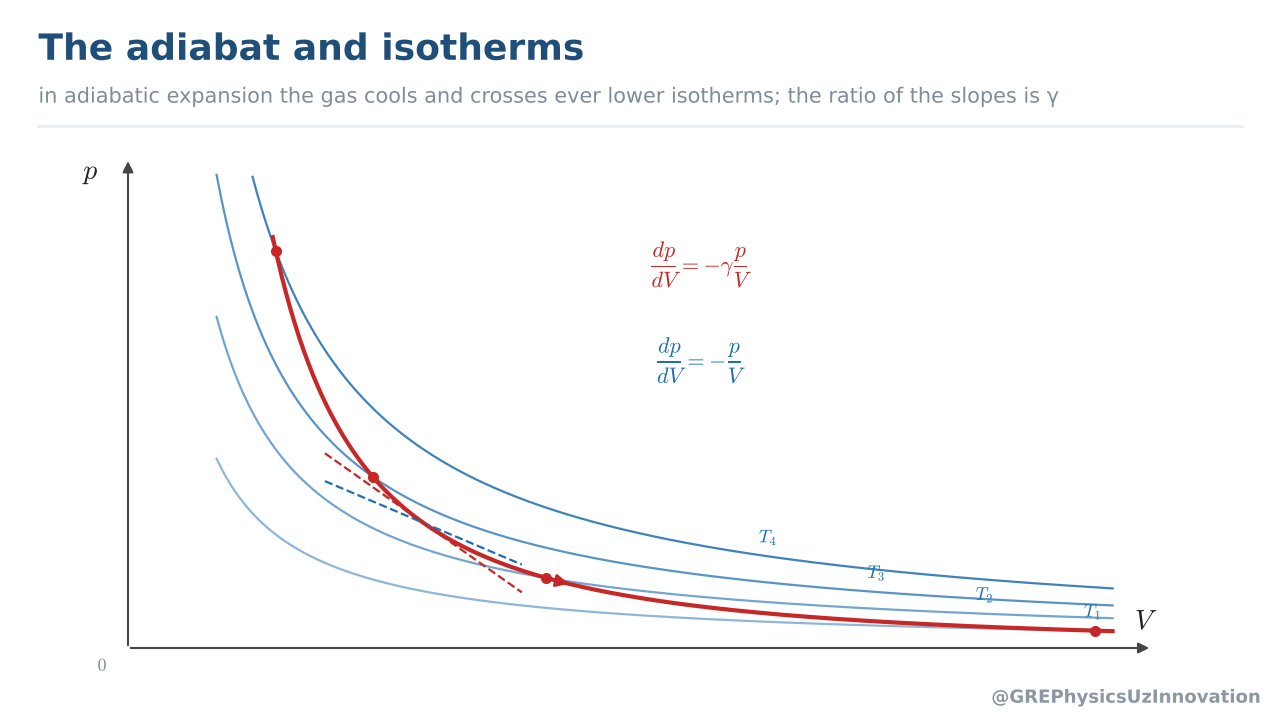 The adiabat and isotherms
in adiabatic expansion the gas cools and crosses ever lower isotherms; the ratio of the slopes is γ
p
dp/dV = −γ p/V
dp/dV = − p/V
T₄
T₃
T₂
T₁
V
0
@GREPhysicsUzInnovation